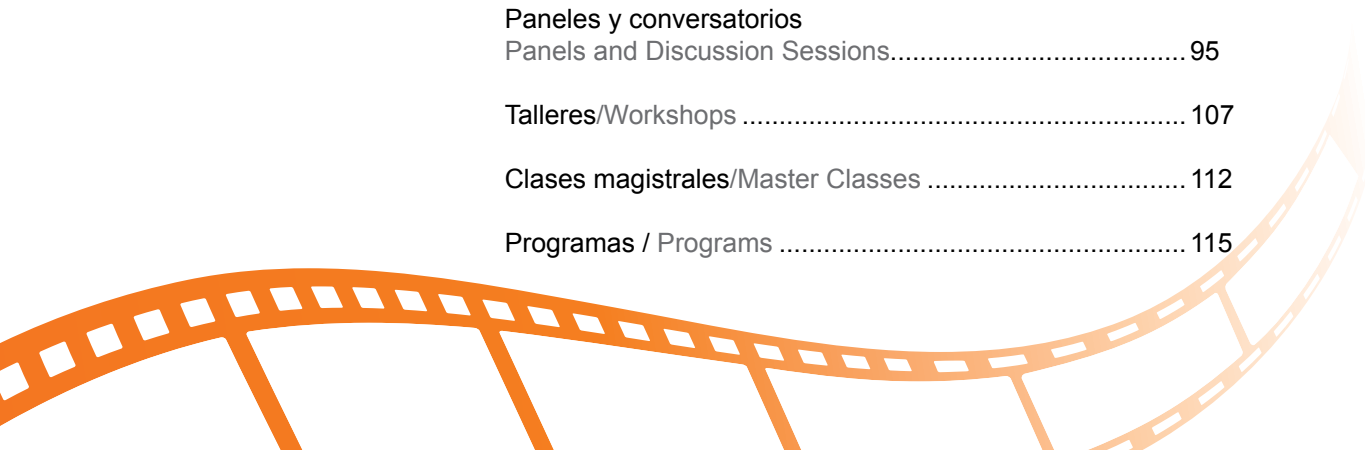 Paneles y conversatorios
Panels and Discussion Sessions........................................ 95
Talleres/Workshops ............................................................ 107
Clases magistrales/Master Classes ................................... 112
Programas / Programs ....................................................... 115